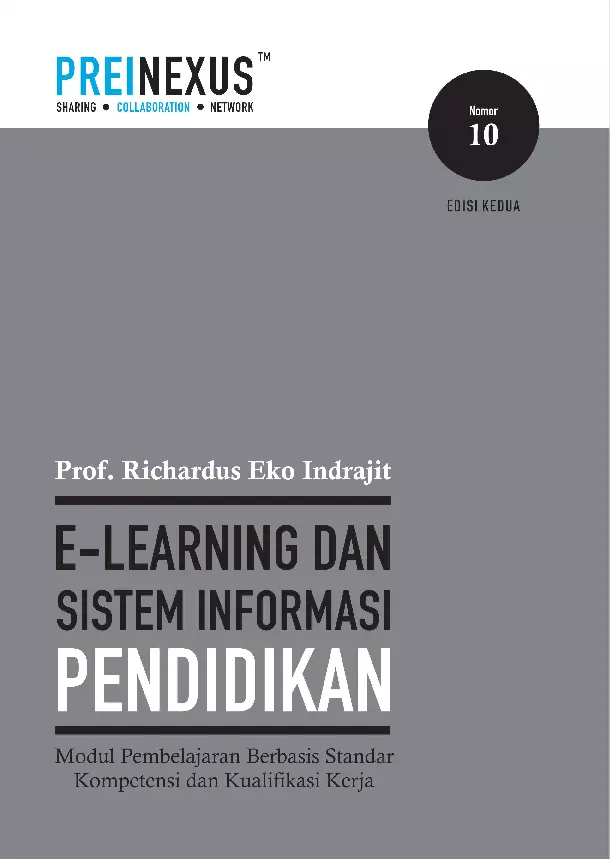 PREINEXUS™
SHARING ● COLLABORATION ● NETWORK
Nomor
10
EDISI KEDUA
Prof. Richardus Eko Indrajit
E-LEARNING DAN
SISTEM INFORMASI
PENDIDIKAN
Modul Pembelajaran Berbasis Standar
Kompetensi dan Kualifikasi Kerja